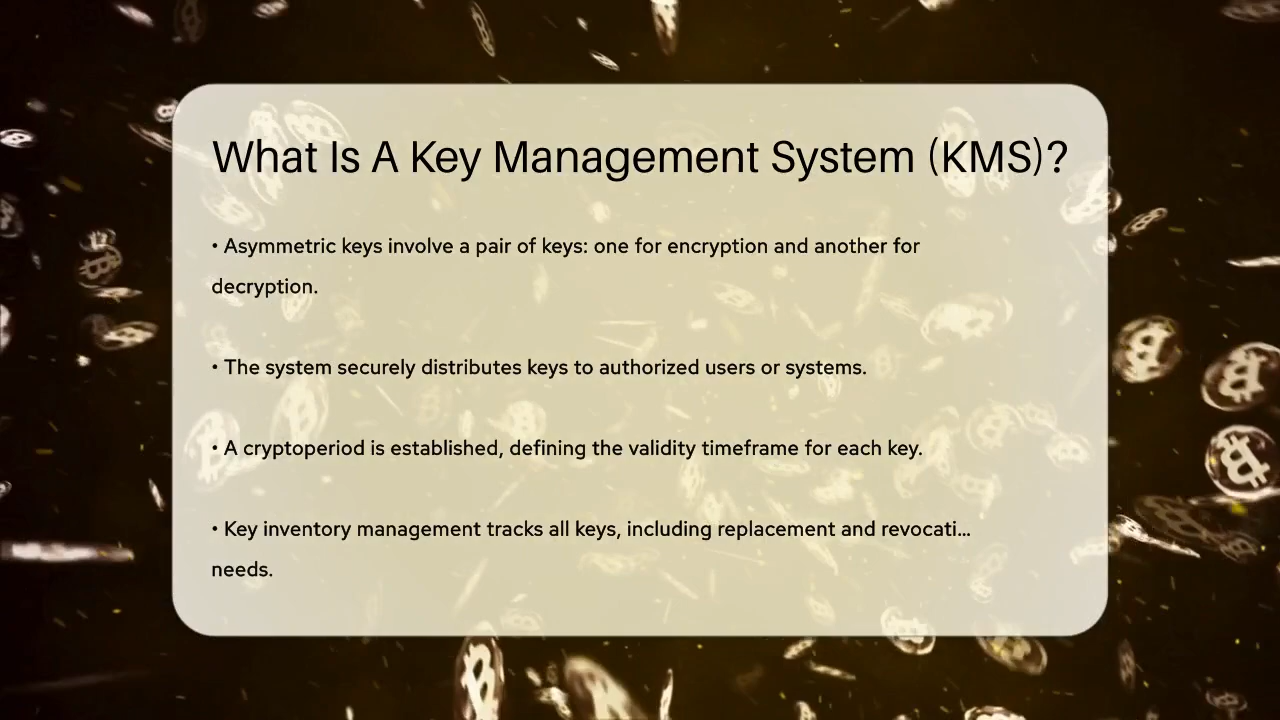 What Is A Key Management System (KMS)?
• Asymmetric keys involve a pair of keys: one for encryption and another for
decryption.
• The system securely distributes keys to authorized users or systems.
• A cryptoperiod is established, defining the validity timeframe for each key.
• Key inventory management tracks all keys, including replacement and revocati...
needs.